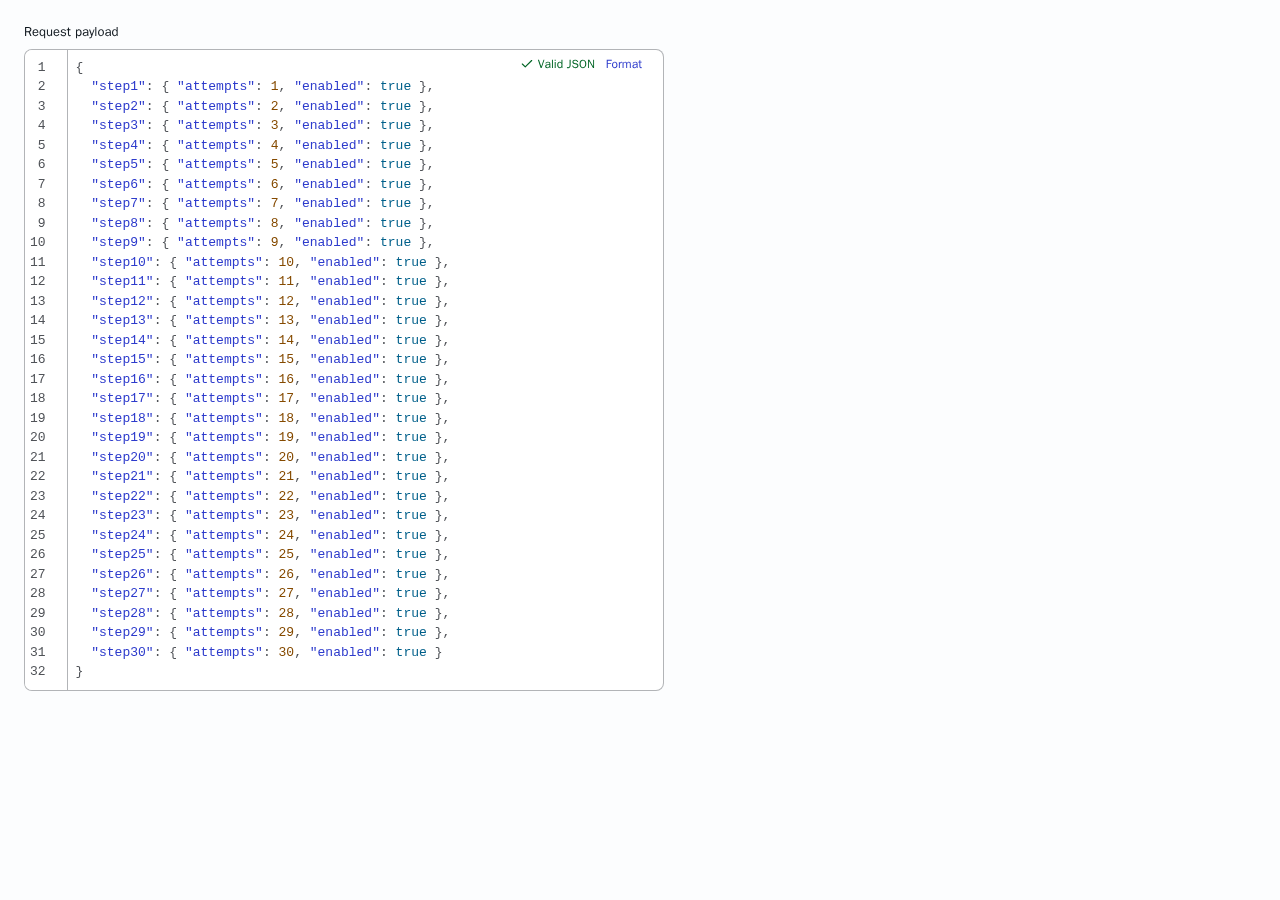 Request payload
Valid JSON Format
1 {
2 "step1": { "attempts": 1, "enabled": true },
3 "step2": { "attempts": 2, "enabled": true },
4 "step3": { "attempts": 3, "enabled": true },
5 "step4": { "attempts": 4, "enabled": true },
6 "step5": { "attempts": 5, "enabled": true },
7 "step6": { "attempts": 6, "enabled": true },
8 "step7": { "attempts": 7, "enabled": true },
9 "step8": { "attempts": 8, "enabled": true },
10 "step9": { "attempts": 9, "enabled": true },
11 "step10": { "attempts": 10, "enabled": true },
12 "step11": { "attempts": 11, "enabled": true },
13 "step12": { "attempts": 12, "enabled": true },
14 "step13": { "attempts": 13, "enabled": true },
15 "step14": { "attempts": 14, "enabled": true },
16 "step15": { "attempts": 15, "enabled": true },
17 "step16": { "attempts": 16, "enabled": true },
18 "step17": { "attempts": 17, "enabled": true },
19 "step18": { "attempts": 18, "enabled": true },
20 "step19": { "attempts": 19, "enabled": true },
21 "step20": { "attempts": 20, "enabled": true },
22 "step21": { "attempts": 21, "enabled": true },
23 "step22": { "attempts": 22, "enabled": true },
24 "step23": { "attempts": 23, "enabled": true },
25 "step24": { "attempts": 24, "enabled": true },
26 "step25": { "attempts": 25, "enabled": true },
27 "step26": { "attempts": 26, "enabled": true },
28 "step27": { "attempts": 27, "enabled": true },
29 "step28": { "attempts": 28, "enabled": true },
30 "step29": { "attempts": 29, "enabled": true },
31 "step30": { "attempts": 30, "enabled": true }
32 }